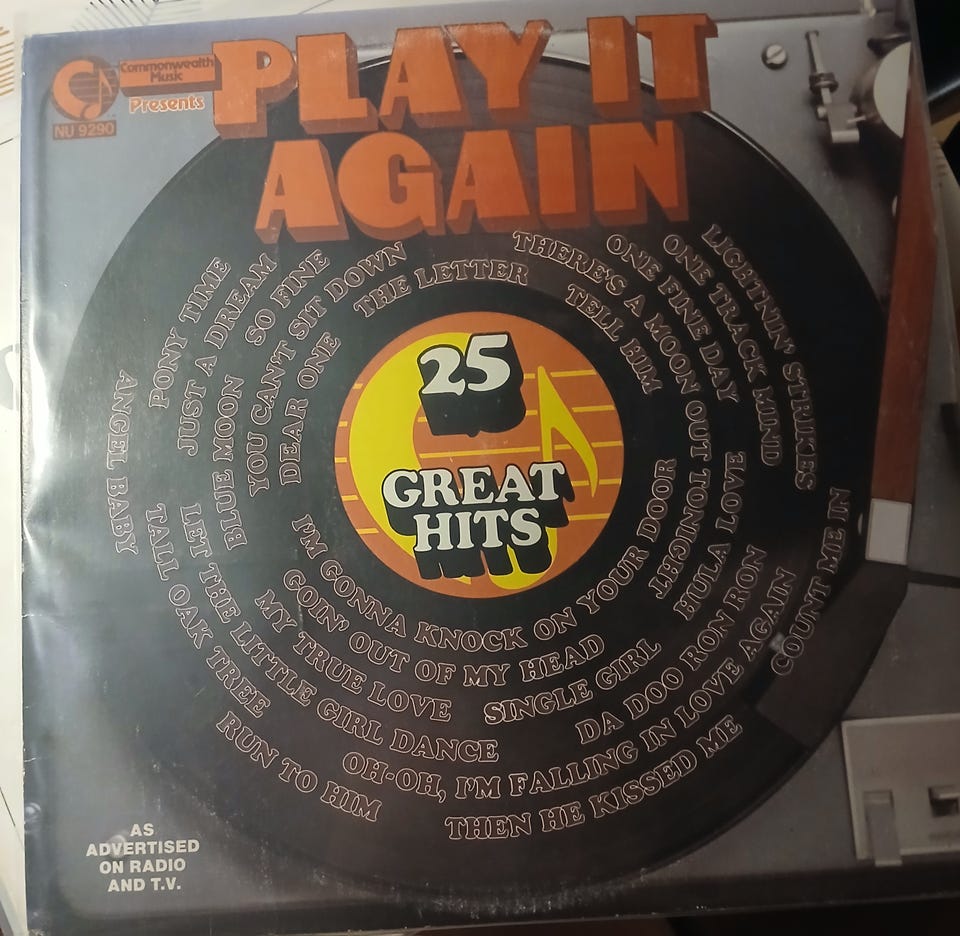 Commonwealth
Music
Presents
NU 9290
PLAY IT
AGAIN
ANGEL BABY
PONY TIME
JUST A DREAM
SO FINE
BLUE MOON
YOU CAN'T SIT DOWN
DEAR ONE
THE LETTER
THERE'S A MOON OUT TONIGHT
TELL HIM
ONE FINE DAY
ONE TRACK MIND
LIGHTNIN' STRIKES
25
GREAT
HITS
I'M GONNA KNOCK ON YOUR DOOR
GOIN' OUT OF MY HEAD
HULA LOVE
MY TRUE LOVE
SINGLE GIRL
LET THE LITTLE GIRL DANCE
DA DOO RON RON
TALL OAK TREE
OH-OH, I'M FALLING IN LOVE AGAIN
COUNT ME IN
RUN TO HIM
THEN HE KISSED ME
AS
ADVERTISED
ON RADIO
AND T.V.